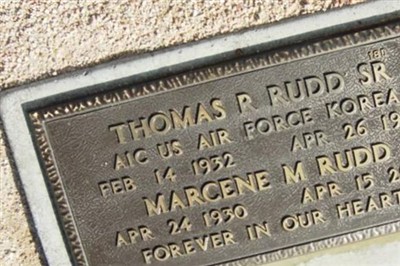 THOMAS R RUDD SR
A1C US AIR FORCE KOREA
FEB 14 1932 APR 26
MARCENE M RUDD
APR 24 1930 APR 15
FOREVER IN OUR HEARTS